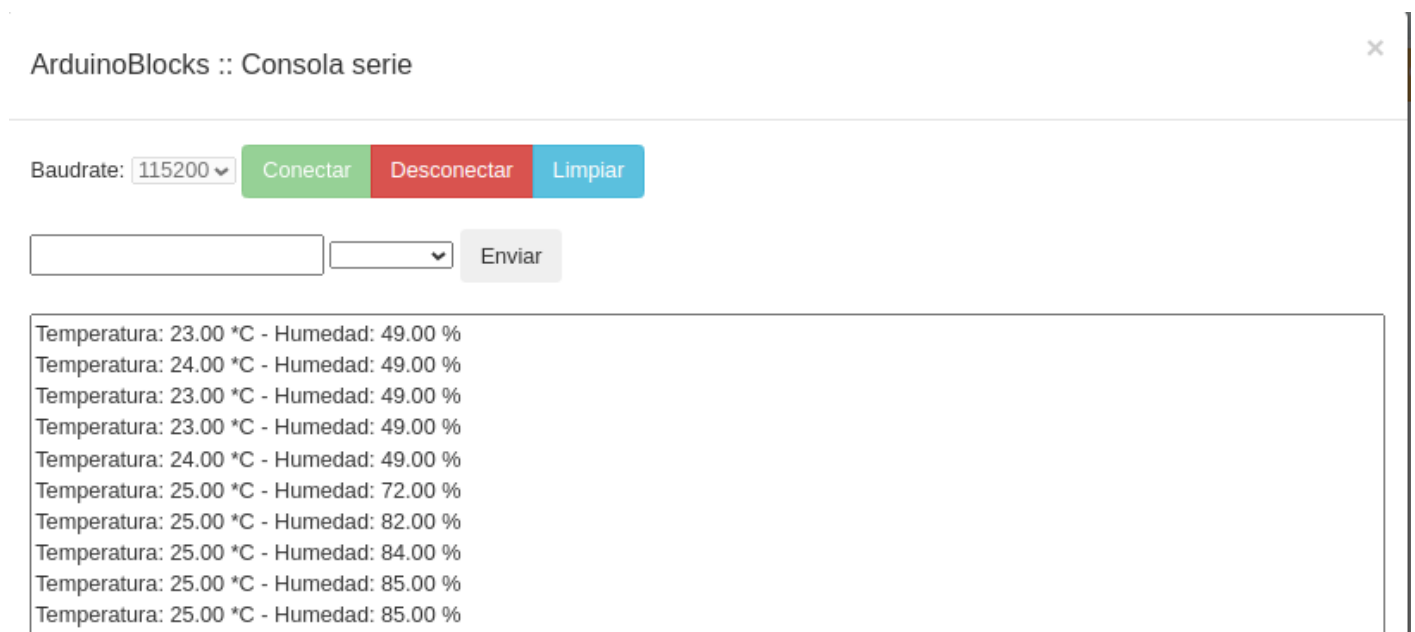 ArduinoBlocks :: Consola serie
×
Baudrate: 115200 Conectar Desconectar Limpiar
Enviar
Temperatura: 23.00 *C - Humedad: 49.00 %
Temperatura: 24.00 *C - Humedad: 49.00 %
Temperatura: 23.00 *C - Humedad: 49.00 %
Temperatura: 23.00 *C - Humedad: 49.00 %
Temperatura: 24.00 *C - Humedad: 49.00 %
Temperatura: 25.00 *C - Humedad: 72.00 %
Temperatura: 25.00 *C - Humedad: 82.00 %
Temperatura: 25.00 *C - Humedad: 84.00 %
Temperatura: 25.00 *C - Humedad: 85.00 %
Temperatura: 25.00 *C - Humedad: 85.00 %